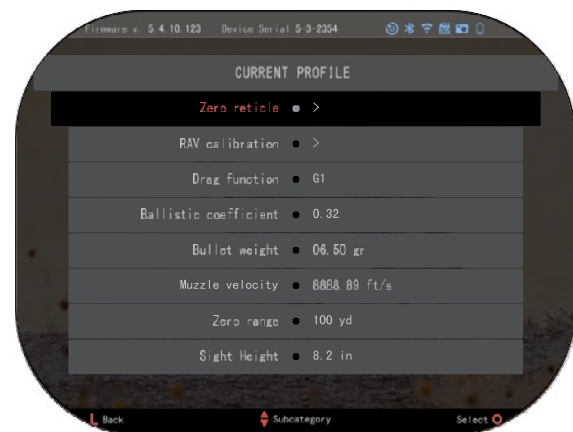 Firmware v. 5.4.10.123 Device Serial 5-3-2354
CURRENT PROFILE
Zero reticle >
RAV calibration >
Drag function G1
Ballistic coefficient 0.32
Bullet weight 06.50 gr
Muzzle velocity 8888.89 ft/s
Zero range 100 yd
Sight Height 8.2 in
Back Subcategory Select